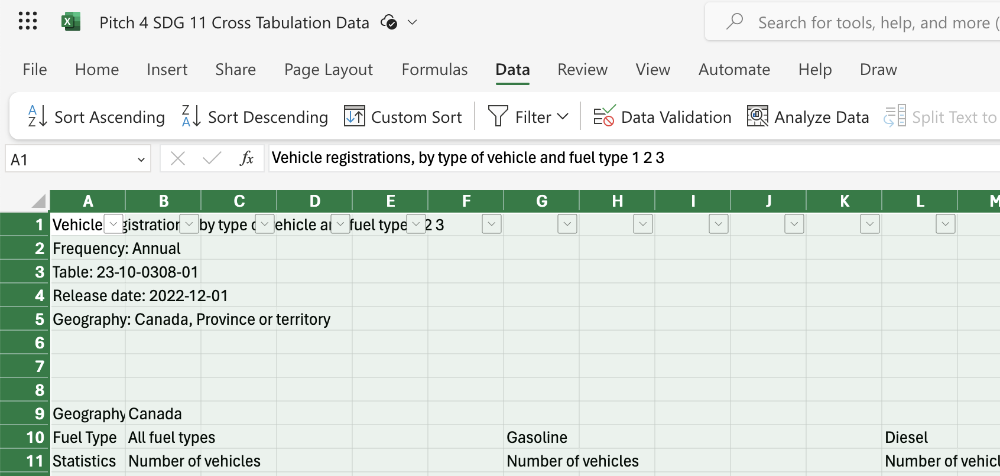 X Pitch 4 SDG 11 Cross Tabulation Data
Search for tools, help, and more (
File Home Insert Share Page Layout Formulas Data Review View Automate Help Draw
Sort Ascending Sort Descending Custom Sort Filter Data Validation Analyze Data Split Text to
A1 fx Vehicle registrations, by type of vehicle and fuel type 1 2 3
A B C D E F G H I J K L M
1 Vehicle gistration by type o ehicle a fuel type 2 3
2 Frequency: Annual
3 Table: 23-10-0308-01
4 Release date: 2022-12-01
5 Geography: Canada, Province or territory
6
7
8
9 Geography Canada
10 Fuel Type All fuel types Gasoline Diesel
11 Statistics Number of vehicles Number of vehicles Number of vehicl